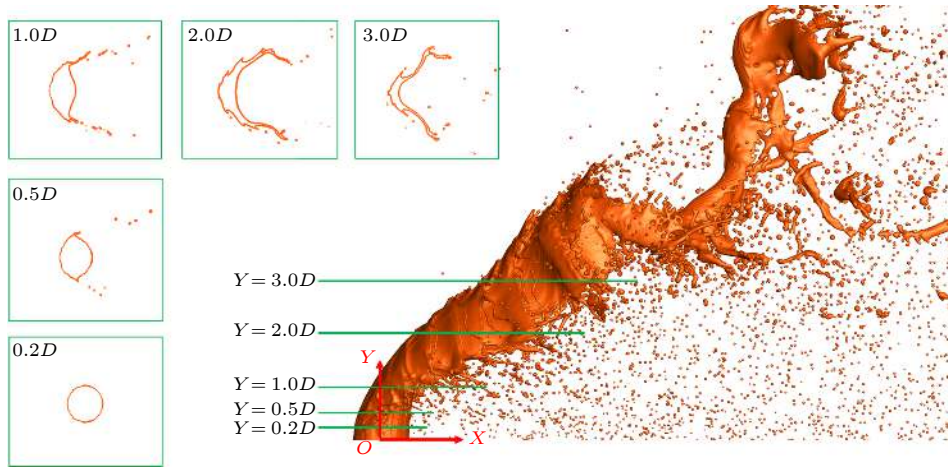 1.0D
2.0D
3.0D
0.5D
0.2D
Y = 3.0D
Y = 2.0D
Y
Y = 1.0D
Y = 0.5D
Y = 0.2D
O
X